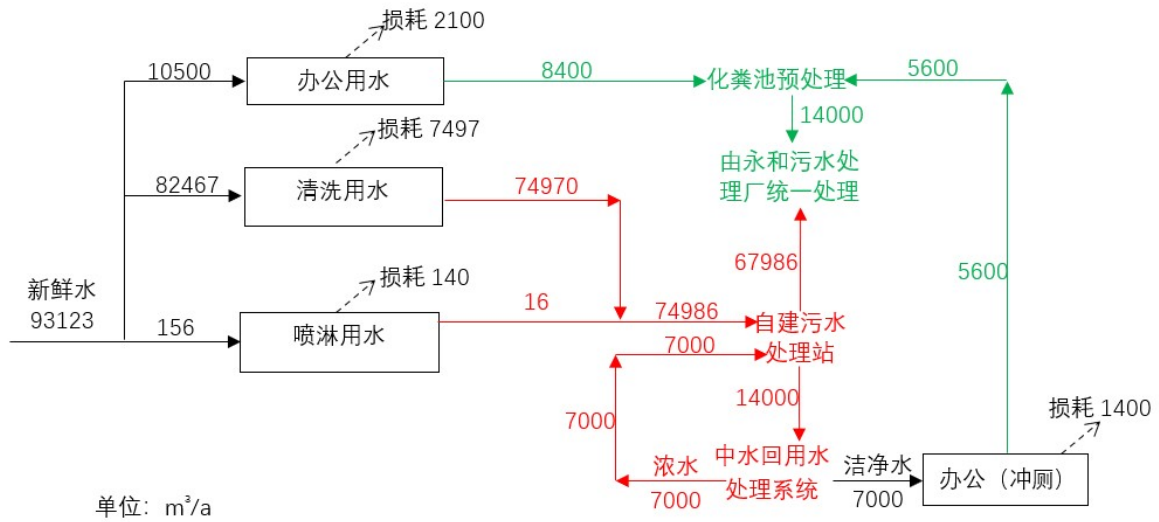 损耗 2100
10500
办公用水
8400
化粪池预处理
5600
14000
损耗 7497
82467
清洗用水
74970
由永和污水处
理厂统一处理
67986
5600
新鲜水
93123
损耗 140
156
喷淋用水
16
74986
自建污水
处理站
7000
14000
7000
损耗 1400
浓水
7000
中水回用水
处理系统
洁净水
7000
办公（冲厕）
单位：m³/a